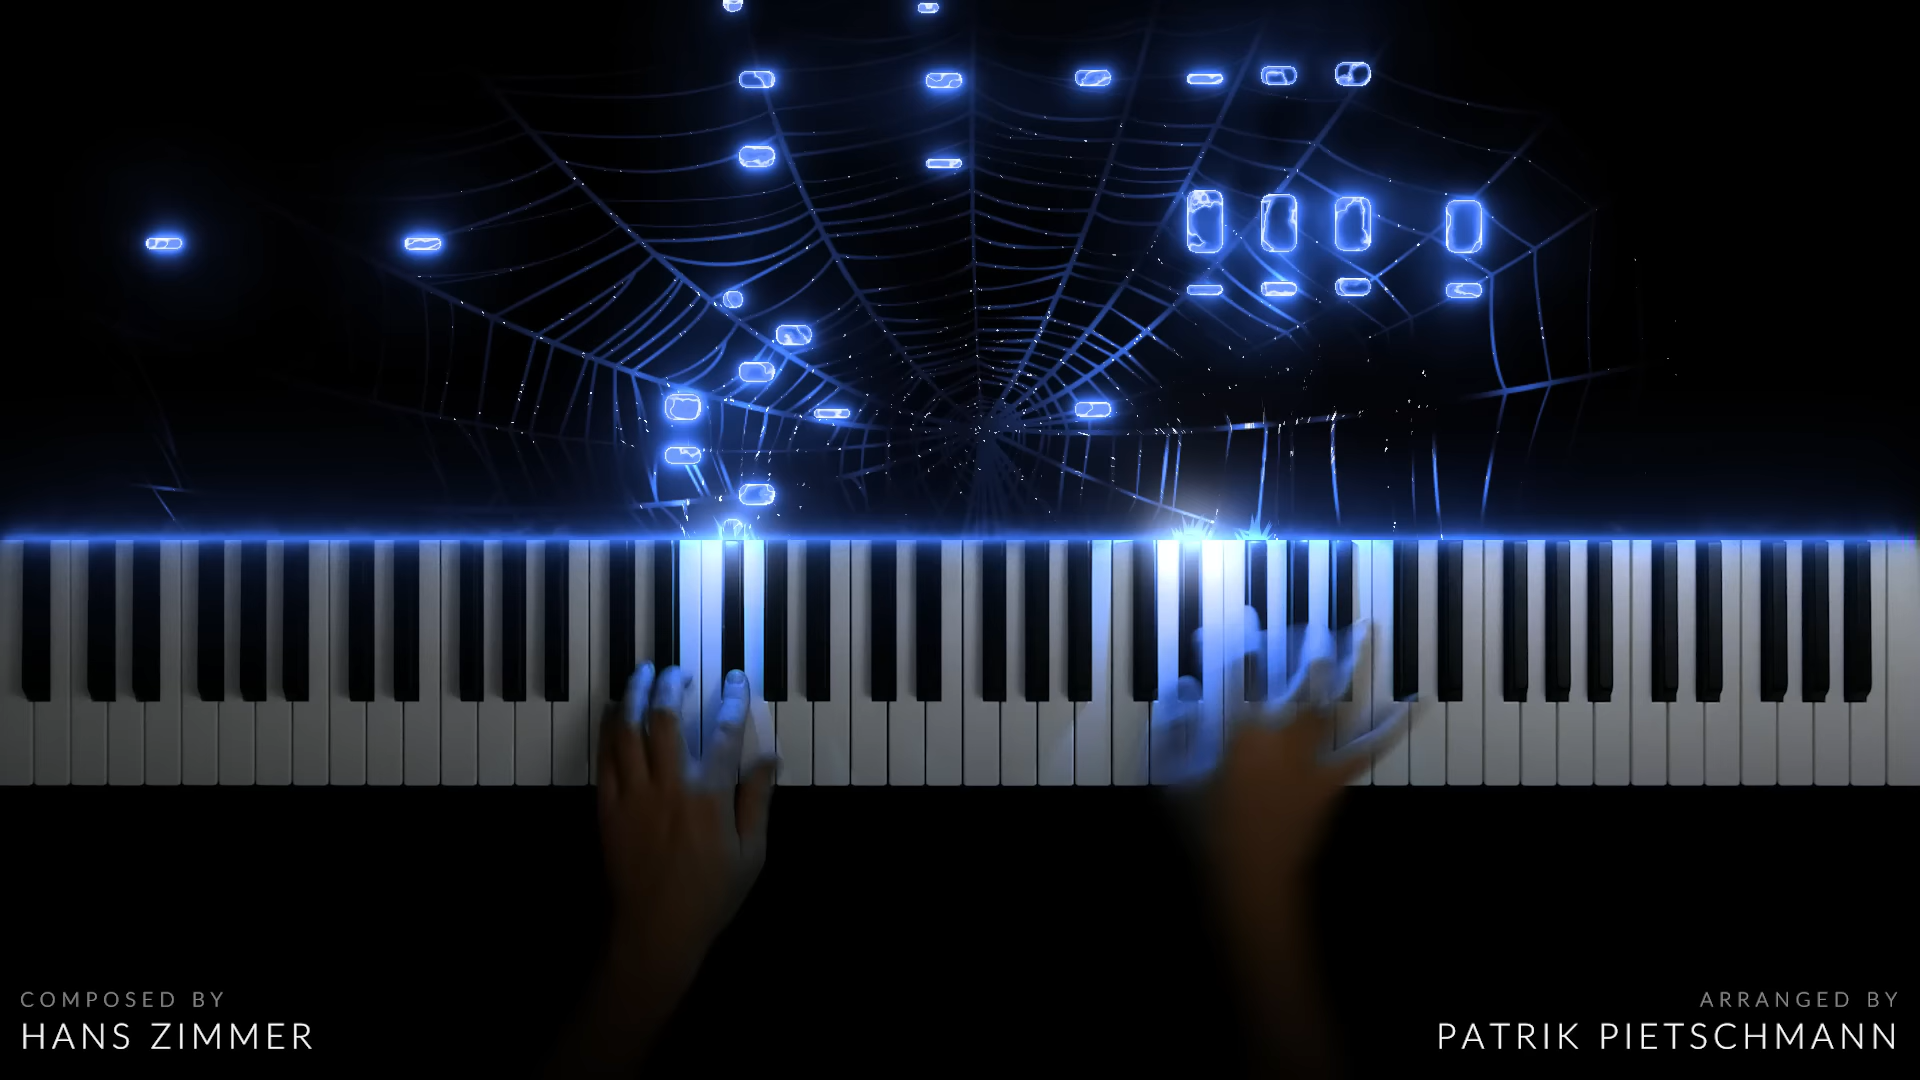 COMPOSED BY
HANS ZIMMER
ARRANGED BY
PATRIK PIETSCHMANN